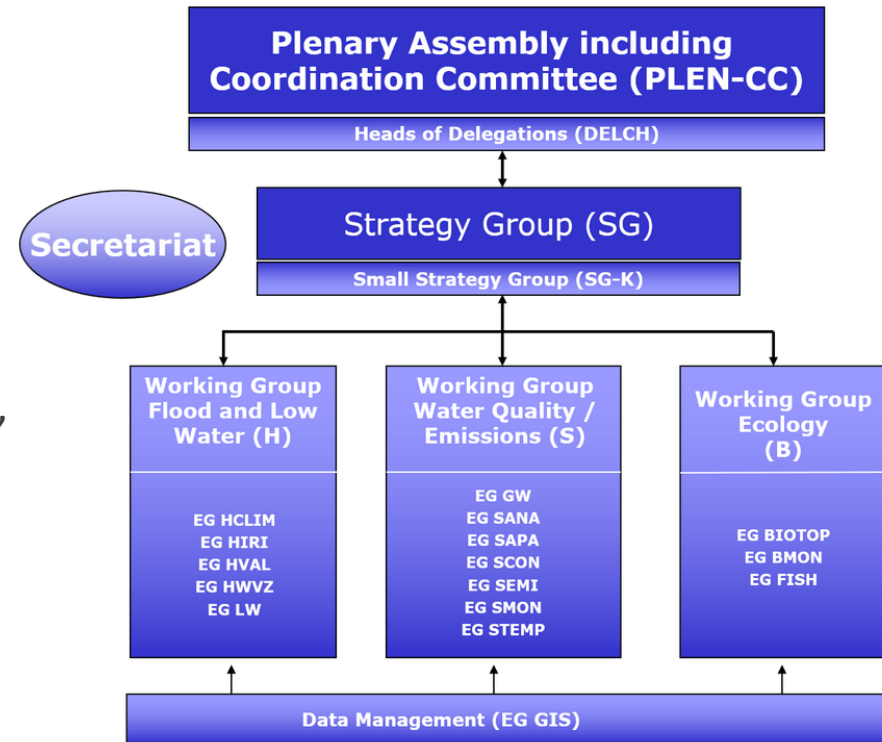 Plenary Assembly including
Coordination Committee (PLEN-CC)
Heads of Delegations (DELCH)
Secretariat
Strategy Group (SG)
Small Strategy Group (SG-K)
Working Group
Flood and Low
Water (H)
EG HCLIM
EG HIRI
EG HVAL
EG HWVZ
EG LW
Working Group
Water Quality /
Emissions (S)
EG GW
EG SANA
EG SAPA
EG SCON
EG SEMI
EG SMON
EG STEMP
Working Group
Ecology
(B)
EG BIOTOP
EG BMON
EG FISH
Data Management (EG GIS)